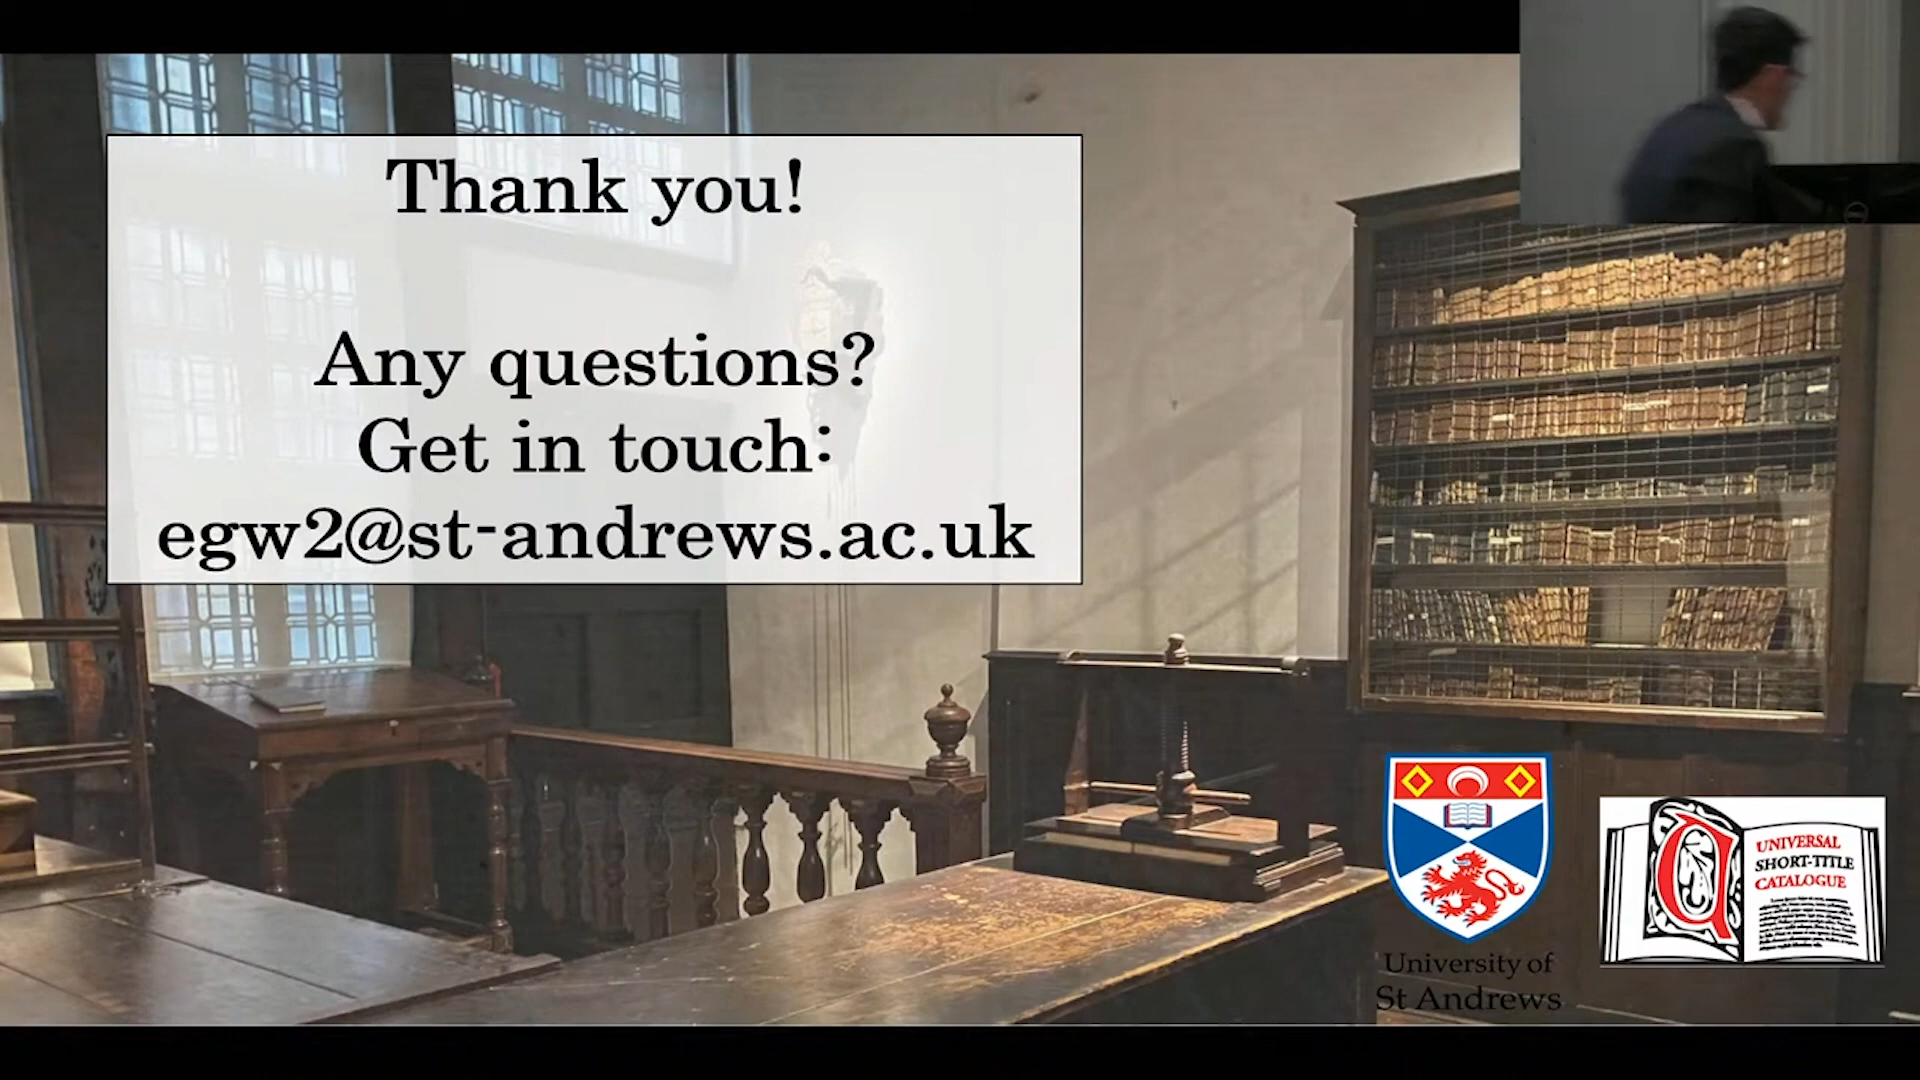 Thank you!
Any questions?
Get in touch:
egw2@st-andrews.ac.uk
University of
St Andrews
UNIVERSAL
SHORT-TITLE
CATALOGUE